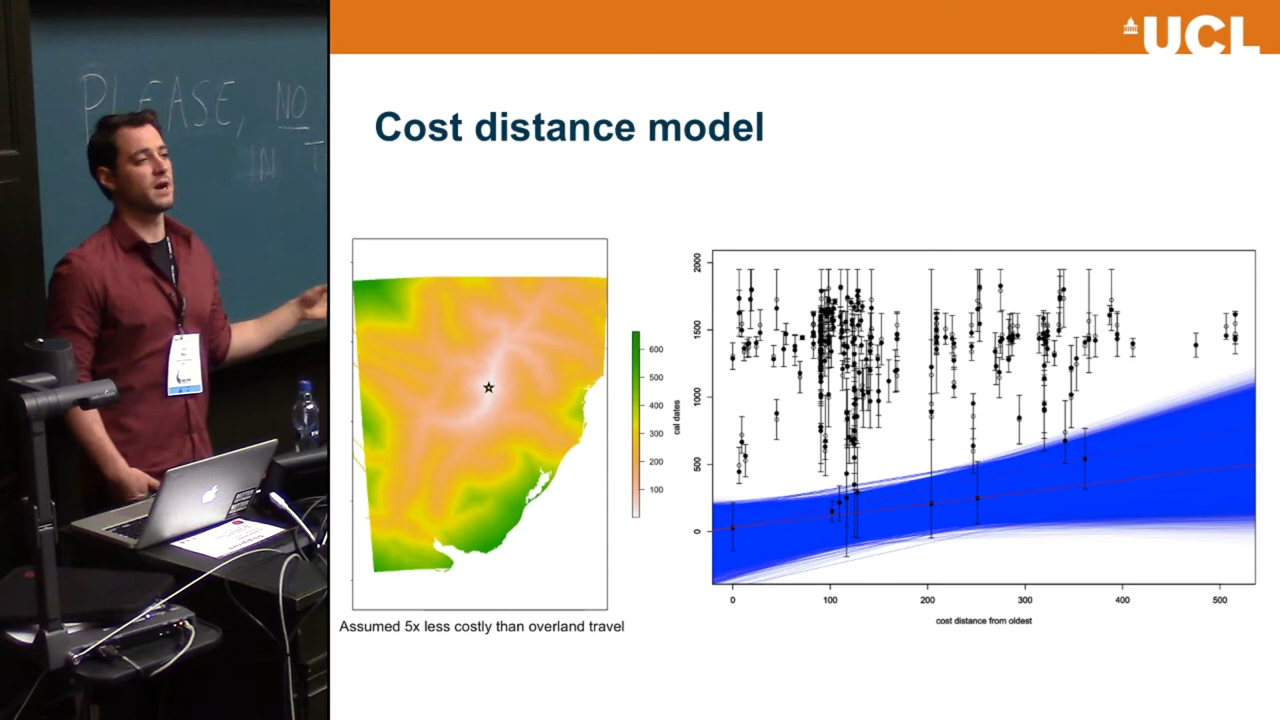 PLEASE, NO
IN T
UCL
Cost distance model
600
500
400
300
200
100
Assumed 5x less costly than overland travel
2000
1500
1000
500
0
cal dates
0 100 200 300 400 500
cost distance from oldest